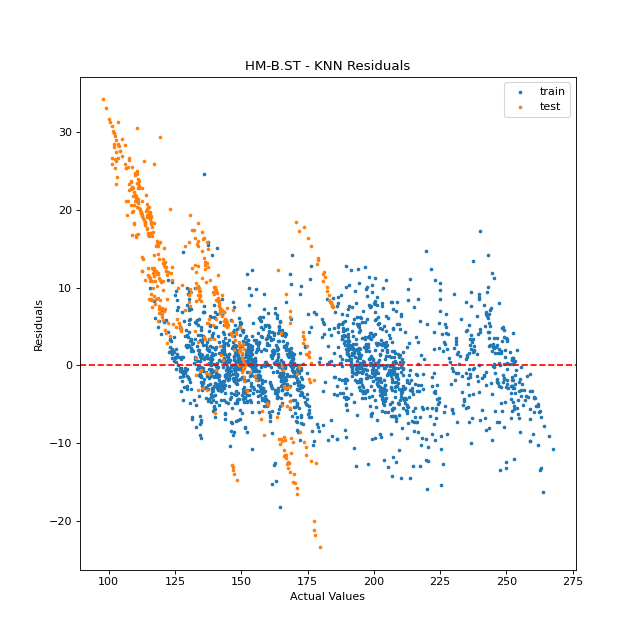 HM-B.ST - KNN Residuals
train
test
30
20
10
0
−10
−20
Residuals
100 125 150 175 200 225 250 275
Actual Values